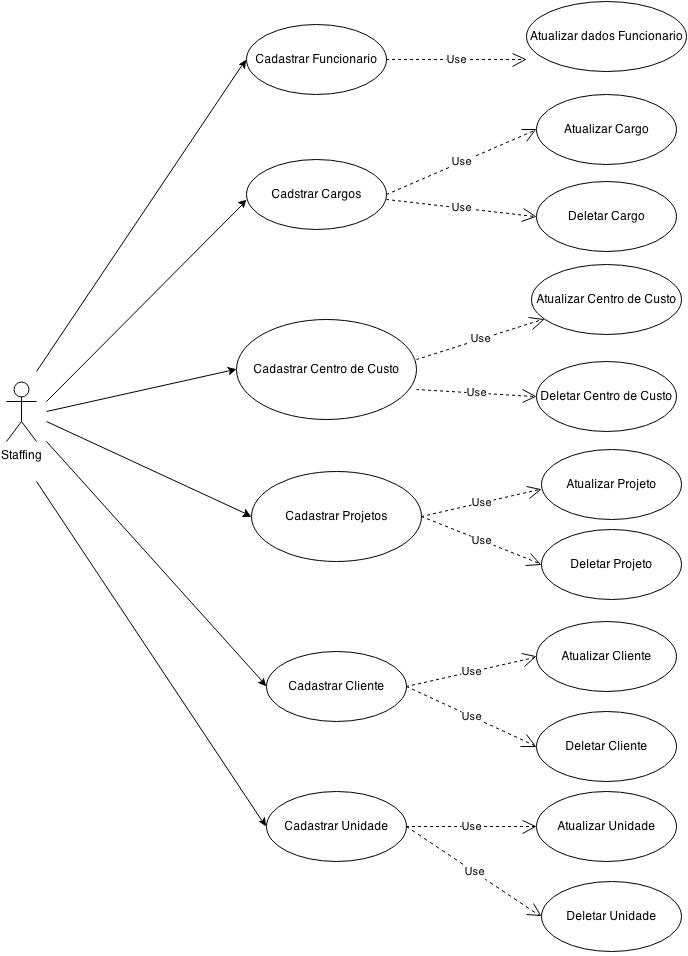 Atualizar dados Funcionario
Cadastrar Funcionario
Use
Atualizar Cargo
Use
Cadstrar Cargos
Use
Deletar Cargo
Atualizar Centro de Custo
Use
Cadastrar Centro de Custo
Use
Deletar Centro de Custo
Staffing
Atualizar Projeto
Use
Cadastrar Projetos
Use
Deletar Projeto
Atualizar Cliente
Use
Cadastrar Cliente
Use
Deletar Cliente
Cadastrar Unidade
Use
Atualizar Unidade
Use
Deletar Unidade